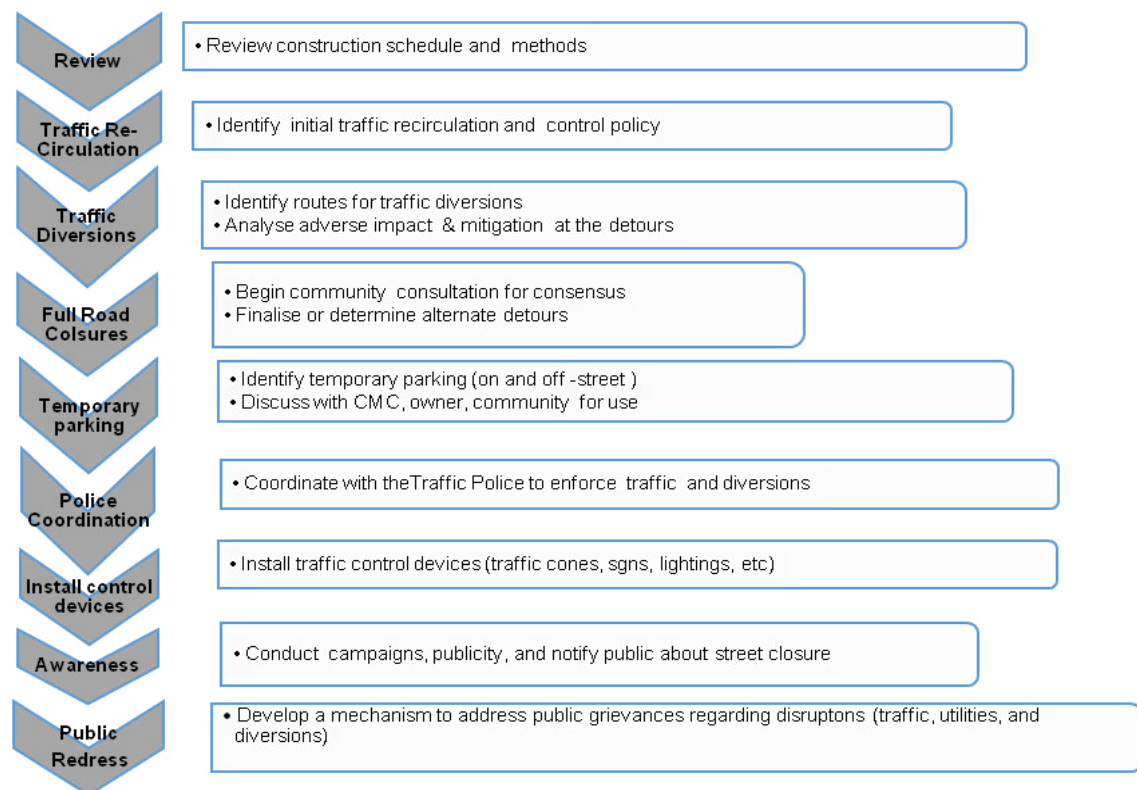 Review
• Review construction schedule and methods
Traffic Re-
Circulation
• Identify initial traffic recirculation and control policy
Traffic
Diversions
• Identify routes for traffic diversions
• Analyse adverse impact & mitigation at the detours
Full Road
Colsures
• Begin community consultation for consensus
• Finalise or determine alternate detours
Temporary
parking
• Identify temporary parking (on and off -street )
• Discuss with CMC, owner, community for use
Police
Coordination
• Coordinate with theTraffic Police to enforce traffic and diversions
Install control
devices
• Install traffic control devices (traffic cones, sgns, lightings, etc)
Awareness
• Conduct campaigns, publicity, and notify public about street closure
Public
Redress
• Develop a mechanism to address public grievances regarding disruptons (traffic, utilities, and
diversions)